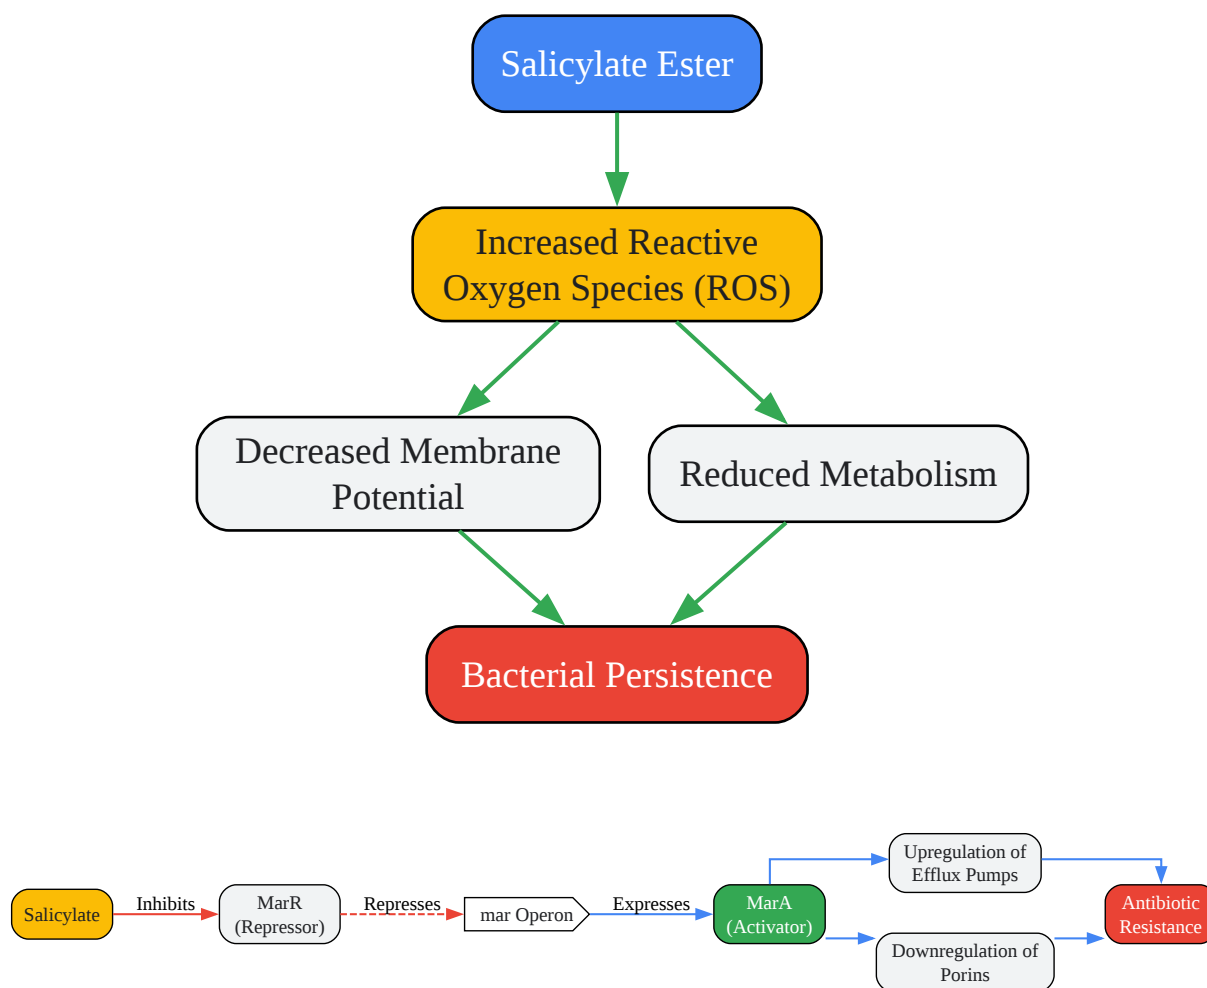 Salicylate Ester
Increased Reactive
Oxygen Species (ROS)
Decreased Membrane
Potential
Reduced Metabolism
Bacterial Persistence
Salicylate
Inhibits
MarR
(Repressor)
Represses
mar Operon
Expresses
MarA
(Activator)
Upregulation of
Efflux Pumps
Downregulation of
Porins
Antibiotic
Resistance